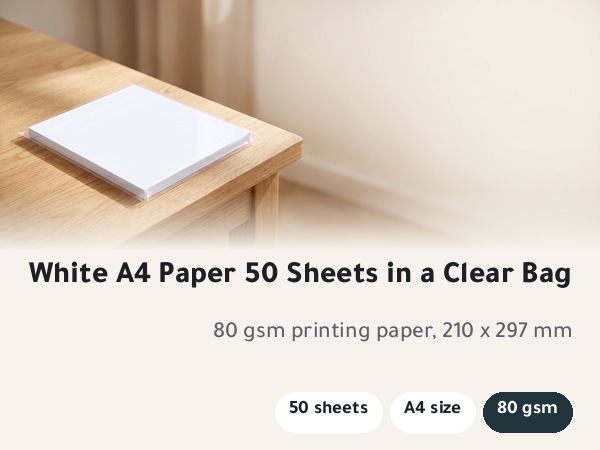 White A4 Paper 50 Sheets in a Clear Bag
80 gsm printing paper, 210 x 297 mm
50 sheets
A4 size
80 gsm